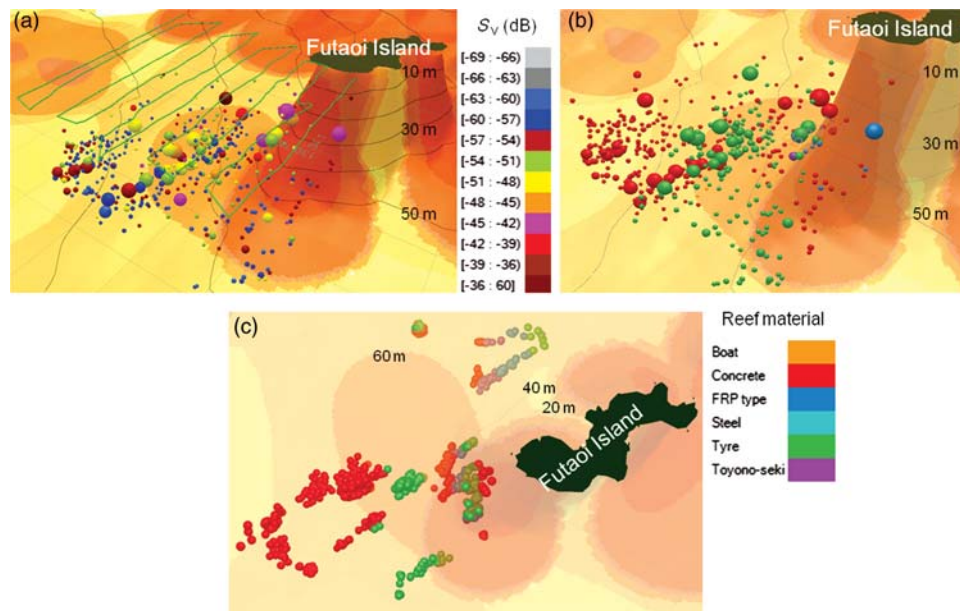 (a)
Futaoi Island
10 m
30 m
50 m
Sv (dB)
[-69 : -66)
[-66 : -63)
[-63 : -60)
[-60 : -57)
[-57 : -54)
[-54 : -51)
[-51 : -48)
[-48 : -45)
[-45 : -42)
[-42 : -39)
[-39 : -36)
[-36 : 60]
(b)
Futaoi Island
10 m
30 m
50 m
(c)
60 m
40 m
20 m
Futaoi Island
Reef material
Boat
Concrete
FRP type
Steel
Tyre
Toyono-seki